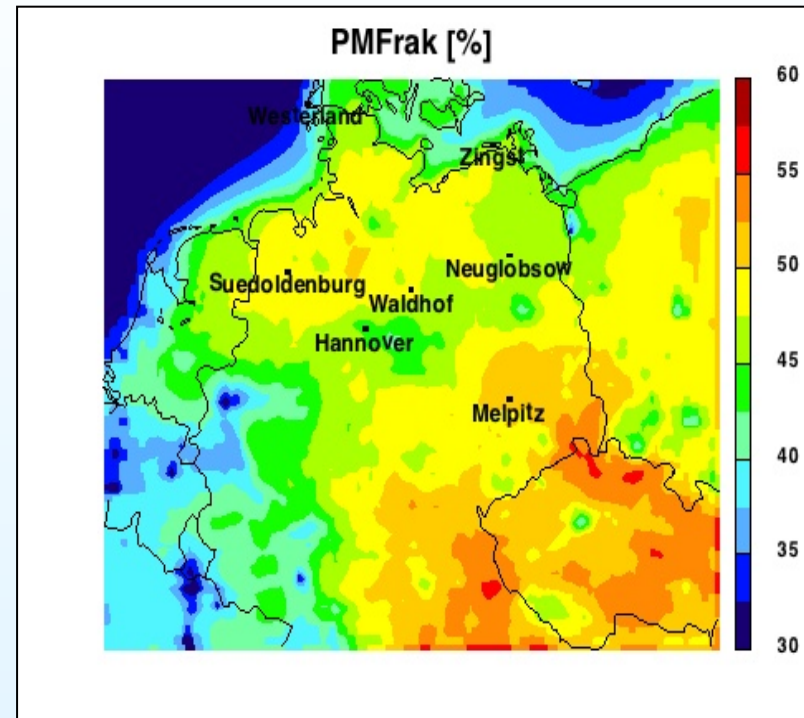 PMFrak [%]
60
Westerland
Zingst
55
50
Neuglobsow
Suedoldenburg
Waldhof
Hannover
45
Melpitz
40
35
30